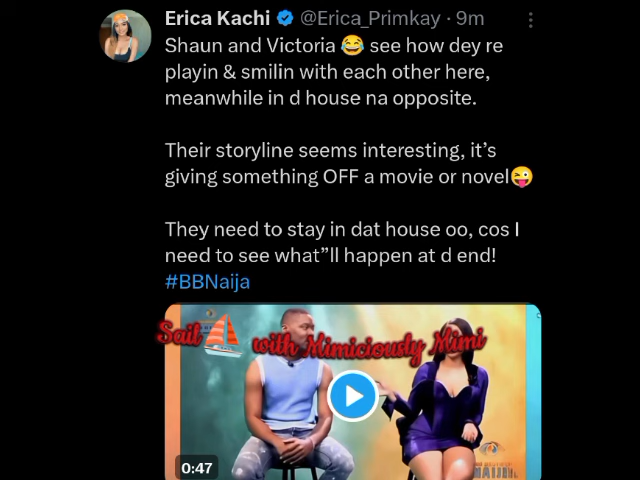 Erica Kachi @Erica_Primkay · 9m
Shaun and Victoria 😂 see how dey re
playin & smilin with each other here,
meanwhile in d house na opposite.
Their storyline seems interesting, it’s
giving something OFF a movie or novel😜
They need to stay in dat house oo, cos I
need to see what”ll happen at d end!
#BBNaija
Sail⛵ with Mimiciously Mimi
0:47